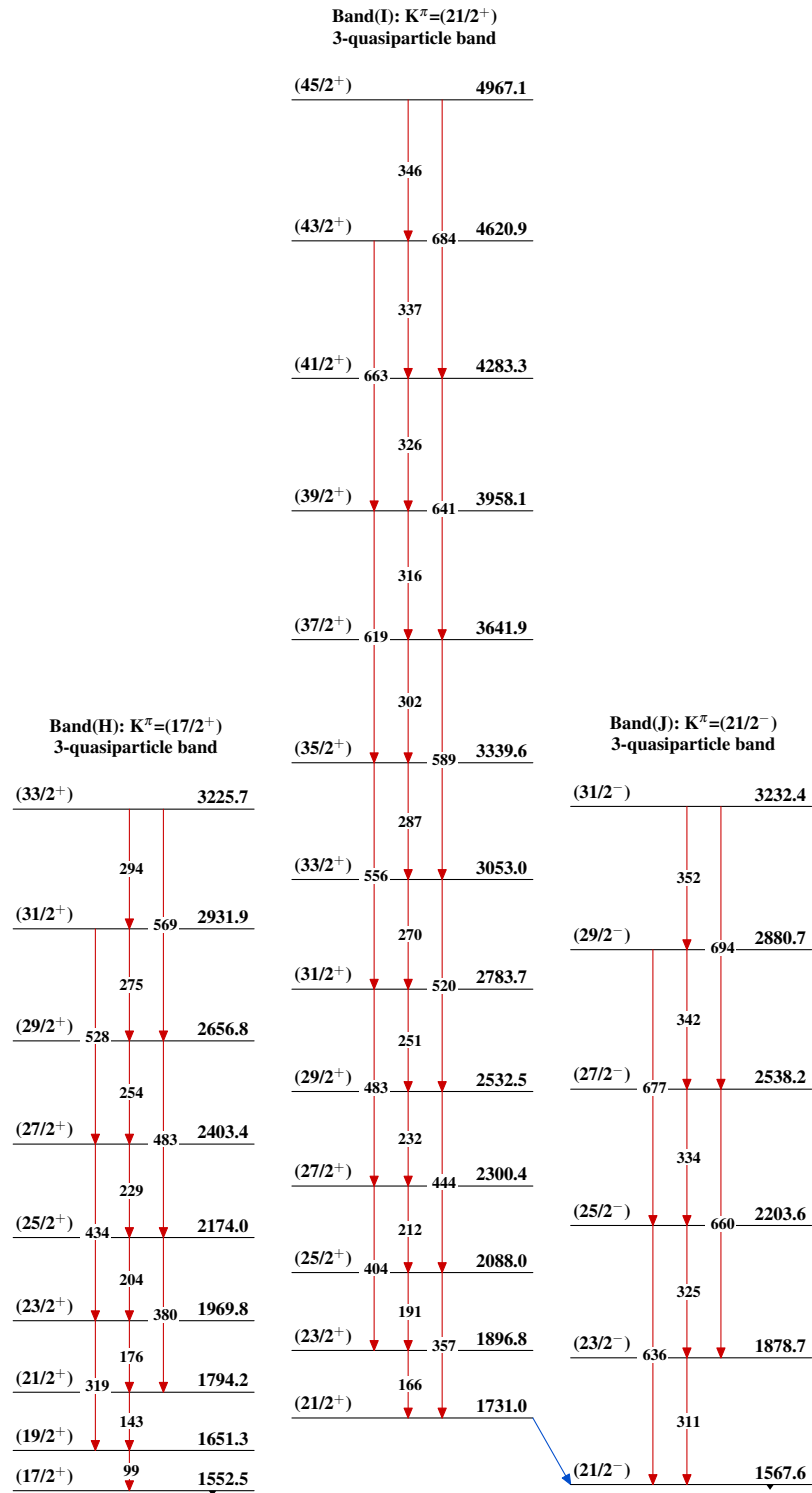 Band(I): K^π=(21/2⁺)
3-quasiparticle band
(45/2⁺) 4967.1
346
(43/2⁺) 684 4620.9
337
(41/2⁺) 663 4283.3
326
(39/2⁺) 641 3958.1
316
(37/2⁺) 619 3641.9
302
(35/2⁺) 589 3339.6
287
(33/2⁺) 556 3053.0
270
(31/2⁺) 520 2783.7
251
(29/2⁺) 483 2532.5
232
(27/2⁺) 444 2300.4
212
(25/2⁺) 404 2088.0
191
(23/2⁺) 357 1896.8
166
(21/2⁺) 1731.0
Band(H): K^π=(17/2⁺)
3-quasiparticle band
(33/2⁺) 3225.7
294
(31/2⁺) 569 2931.9
275
(29/2⁺) 528 2656.8
254
(27/2⁺) 483 2403.4
229
(25/2⁺) 434 2174.0
204
(23/2⁺) 380 1969.8
176
(21/2⁺) 319 1794.2
143
(19/2⁺) 1651.3
99
(17/2⁺) 1552.5
Band(J): K^π=(21/2⁻)
3-quasiparticle band
(31/2⁻) 3232.4
352
(29/2⁻) 694 2880.7
342
(27/2⁻) 677 2538.2
334
(25/2⁻) 660 2203.6
325
(23/2⁻) 636 1878.7
311
(21/2⁻) 1567.6